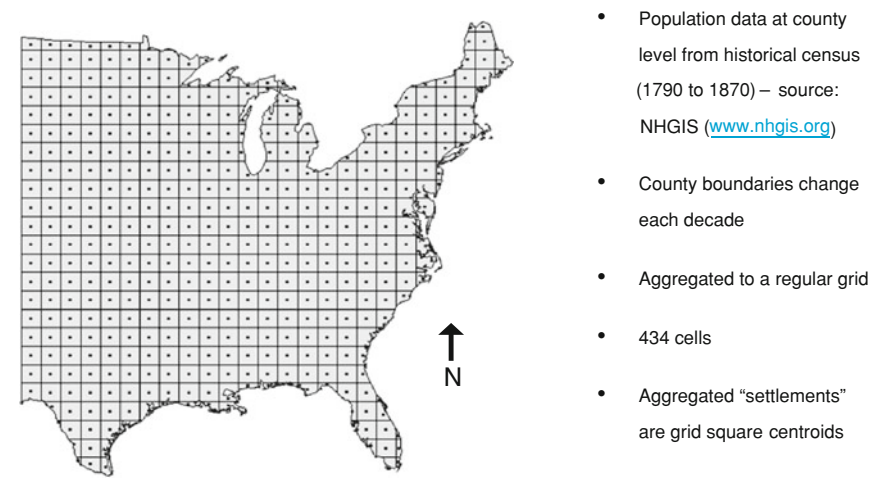 N
• Population data at county
level from historical census
(1790 to 1870) – source:
NHGIS (www.nhgis.org)
• County boundaries change
each decade
• Aggregated to a regular grid
• 434 cells
• Aggregated “settlements”
are grid square centroids